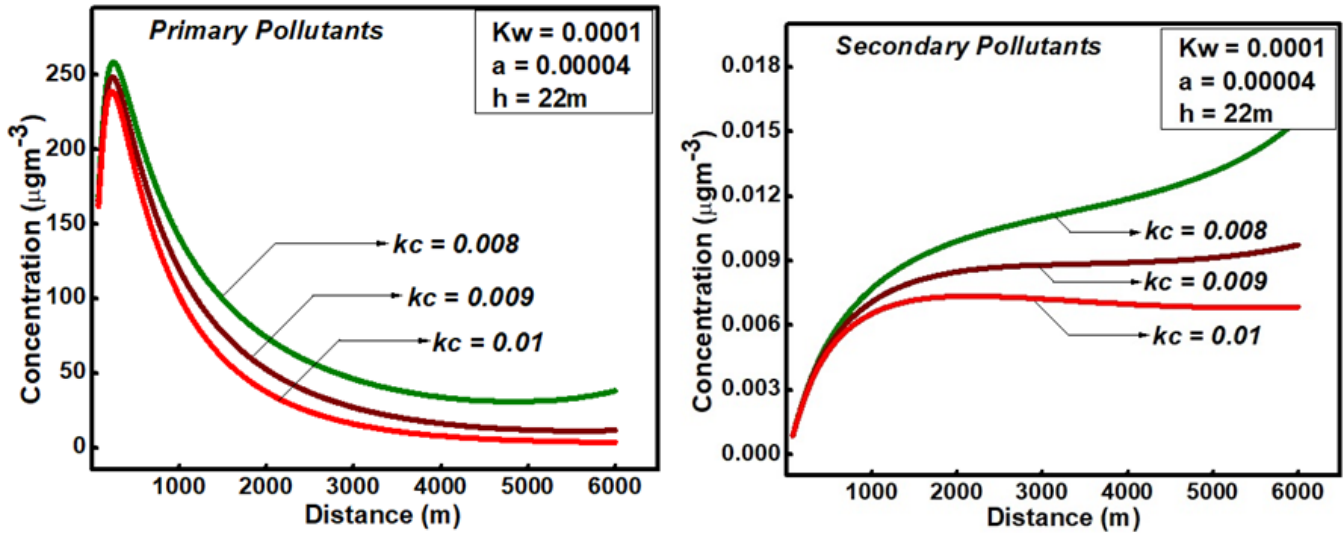 Primary Pollutants
Kw = 0.0001
a = 0.00004
h = 22m
250
200
150
100
50
0
Concentration (μgm⁻³)
kc = 0.008
kc = 0.009
kc = 0.01
1000 2000 3000 4000 5000 6000
Distance (m)
Secondary Pollutants
Kw = 0.0001
a = 0.00004
h = 22m
0.018
0.015
0.012
0.009
0.006
0.003
0.000
Concentration (μgm⁻³)
kc = 0.008
kc = 0.009
kc = 0.01
1000 2000 3000 4000 5000 6000
Distance (m)